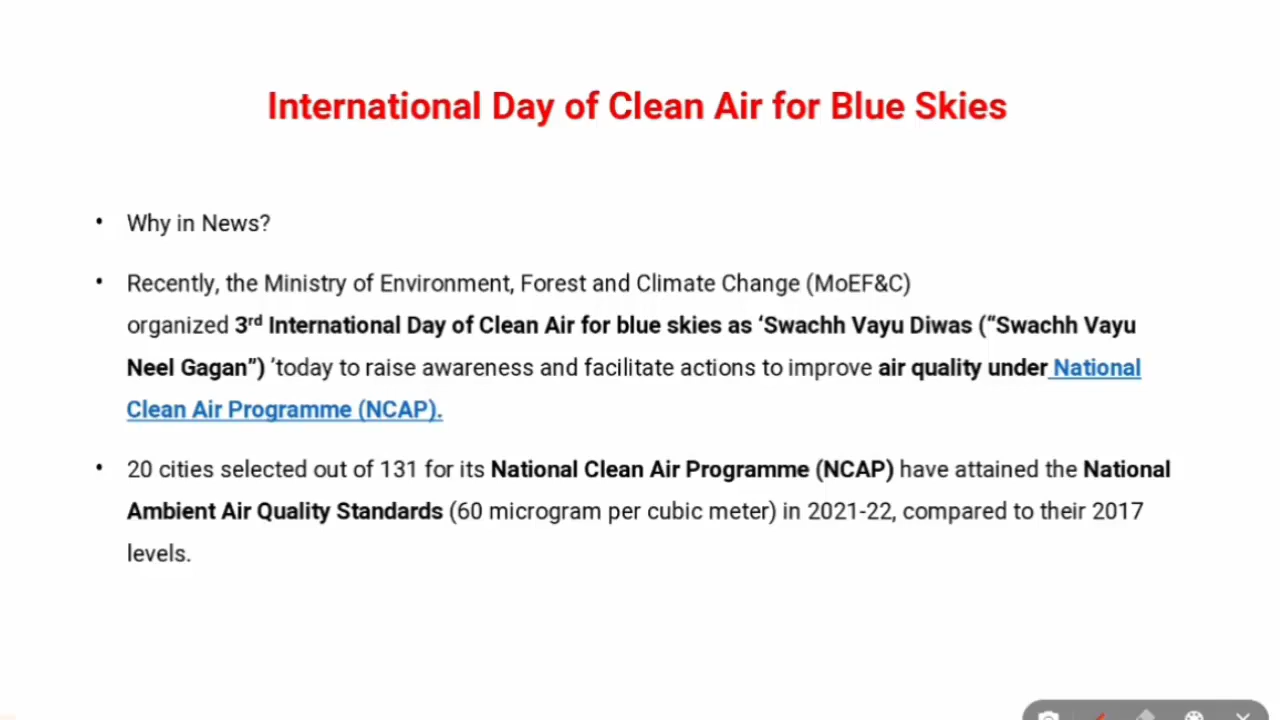 International Day of Clean Air for Blue Skies
• Why in News?
• Recently, the Ministry of Environment, Forest and Climate Change (MoEF&C)
organized 3rd International Day of Clean Air for blue skies as ‘Swachh Vayu Diwas (“Swachh Vayu
Neel Gagan”) ’today to raise awareness and facilitate actions to improve air quality under National
Clean Air Programme (NCAP).
• 20 cities selected out of 131 for its National Clean Air Programme (NCAP) have attained the National
Ambient Air Quality Standards (60 microgram per cubic meter) in 2021-22, compared to their 2017
levels.